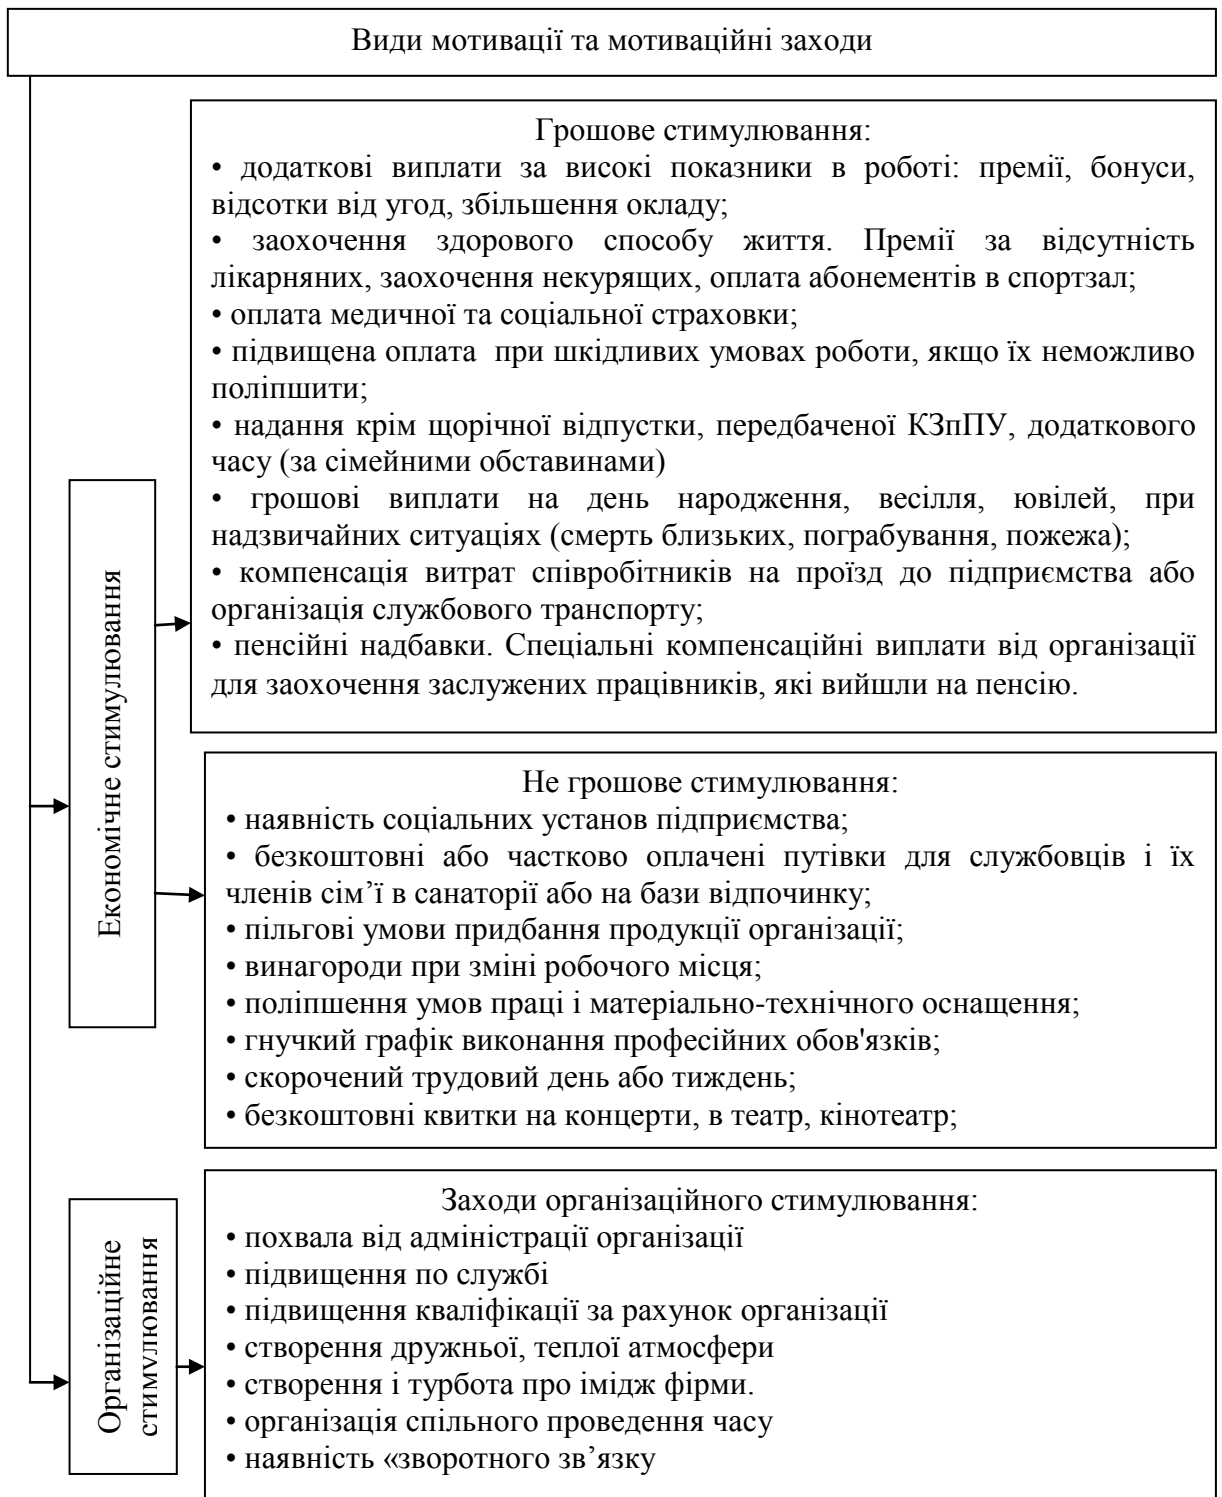 Види мотивації та мотиваційні заходи
Грошове стимулювання:
• додаткові виплати за високі показники в роботі: премії, бонуси,
відсотки від угод, збільшення окладу;
• заохочення здорового способу життя. Премії за відсутність
лікарняних, заохочення некурящих, оплата абонементів в спортзал;
• оплата медичної та соціальної страховки;
• підвищена оплата при шкідливих умовах роботи, якщо їх неможливо
поліпшити;
• надання крім щорічної відпустки, передбаченої КЗпПУ, додаткового
часу (за сімейними обставинами)
• грошові виплати на день народження, весілля, ювілей, при
надзвичайних ситуаціях (смерть близьких, пограбування, пожежа);
• компенсація витрат співробітників на проїзд до підприємства або
організація службового транспорту;
• пенсійні надбавки. Спеціальні компенсаційні виплати від організації
для заохочення заслужених працівників, які вийшли на пенсію.
Економічне стимулювання
Не грошове стимулювання:
• наявність соціальних установ підприємства;
• безкоштовні або частково оплачені путівки для службовців і їх
членів сім’ї в санаторії або на бази відпочинку;
• пільгові умови придбання продукції організації;
• винагороди при зміні робочого місця;
• поліпшення умов праці і матеріально-технічного оснащення;
• гнучкий графік виконання професійних обов'язків;
• скорочений трудовий день або тиждень;
• безкоштовні квитки на концерти, в театр, кінотеатр;
Організаційне
стимулювання
Заходи організаційного стимулювання:
• похвала від адміністрації організації
• підвищення по службі
• підвищення кваліфікації за рахунок організації
• створення дружньої, теплої атмосфери
• створення і турбота про імідж фірми.
• організація спільного проведення часу
• наявність «зворотного зв’язку